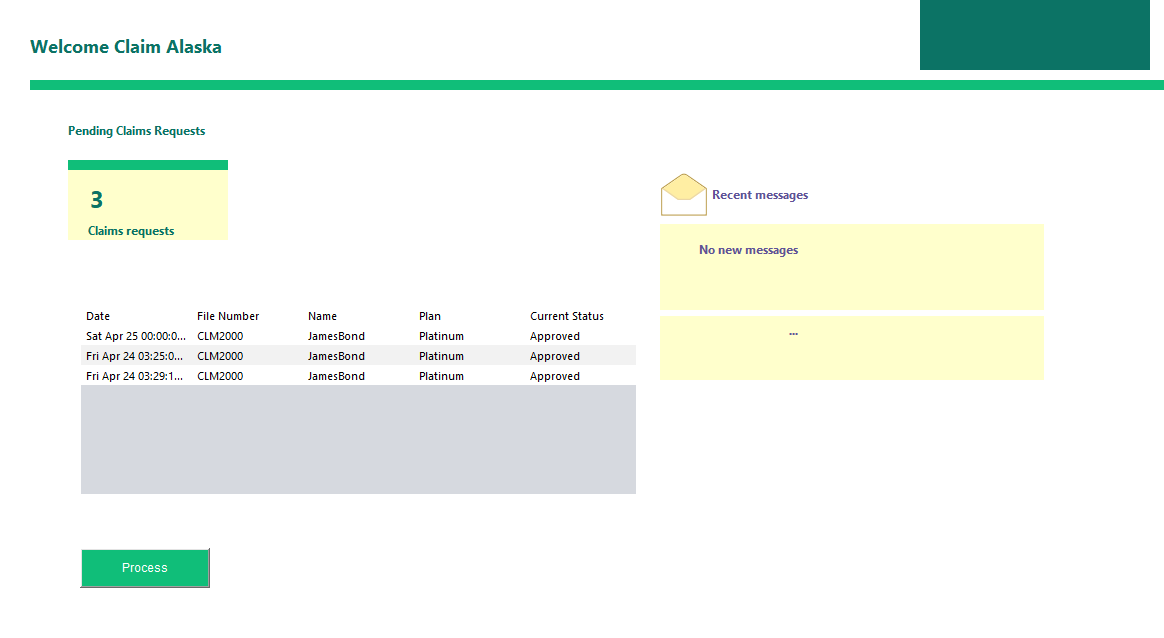 Welcome Claim Alaska
Pending Claims Requests
3
Claims requests
Recent messages
No new messages
...
Date File Number Name Plan Current Status
Sat Apr 25 00:00:0... CLM2000 JamesBond Platinum Approved
Fri Apr 24 03:25:0... CLM2000 JamesBond Platinum Approved
Fri Apr 24 03:29:1... CLM2000 JamesBond Platinum Approved
Process